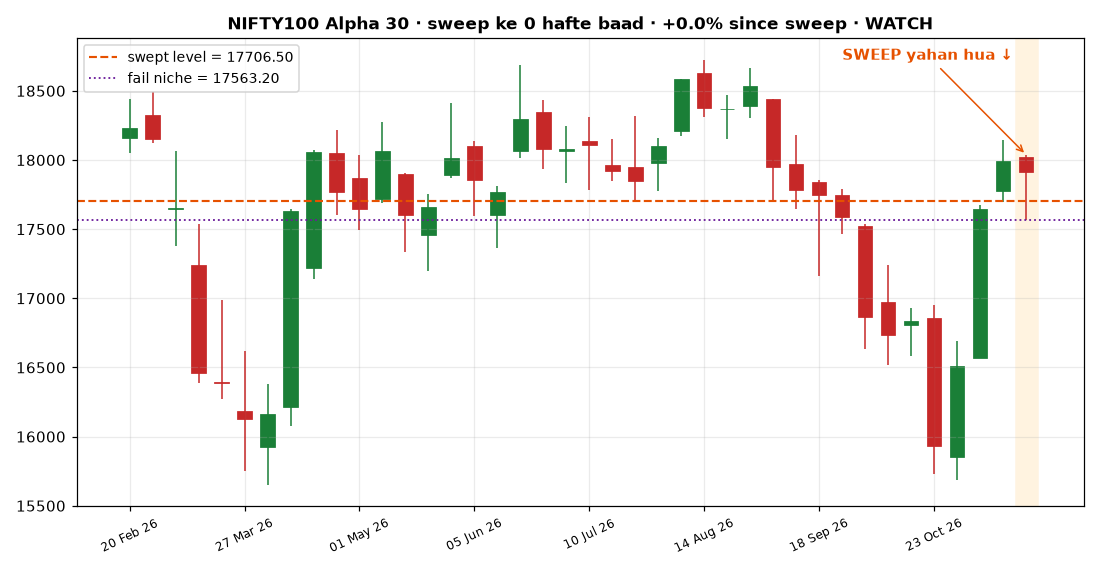 NIFTY100 Alpha 30 · sweep ke 0 hafte baad · +0.0% since sweep · WATCH
swept level = 17706.50
fail niche = 17563.20
SWEEP yahan hua ↓
18500
18000
17500
17000
16500
16000
15500
20 Feb 26
27 Mar 26
01 May 26
05 Jun 26
10 Jul 26
14 Aug 26
18 Sep 26
23 Oct 26